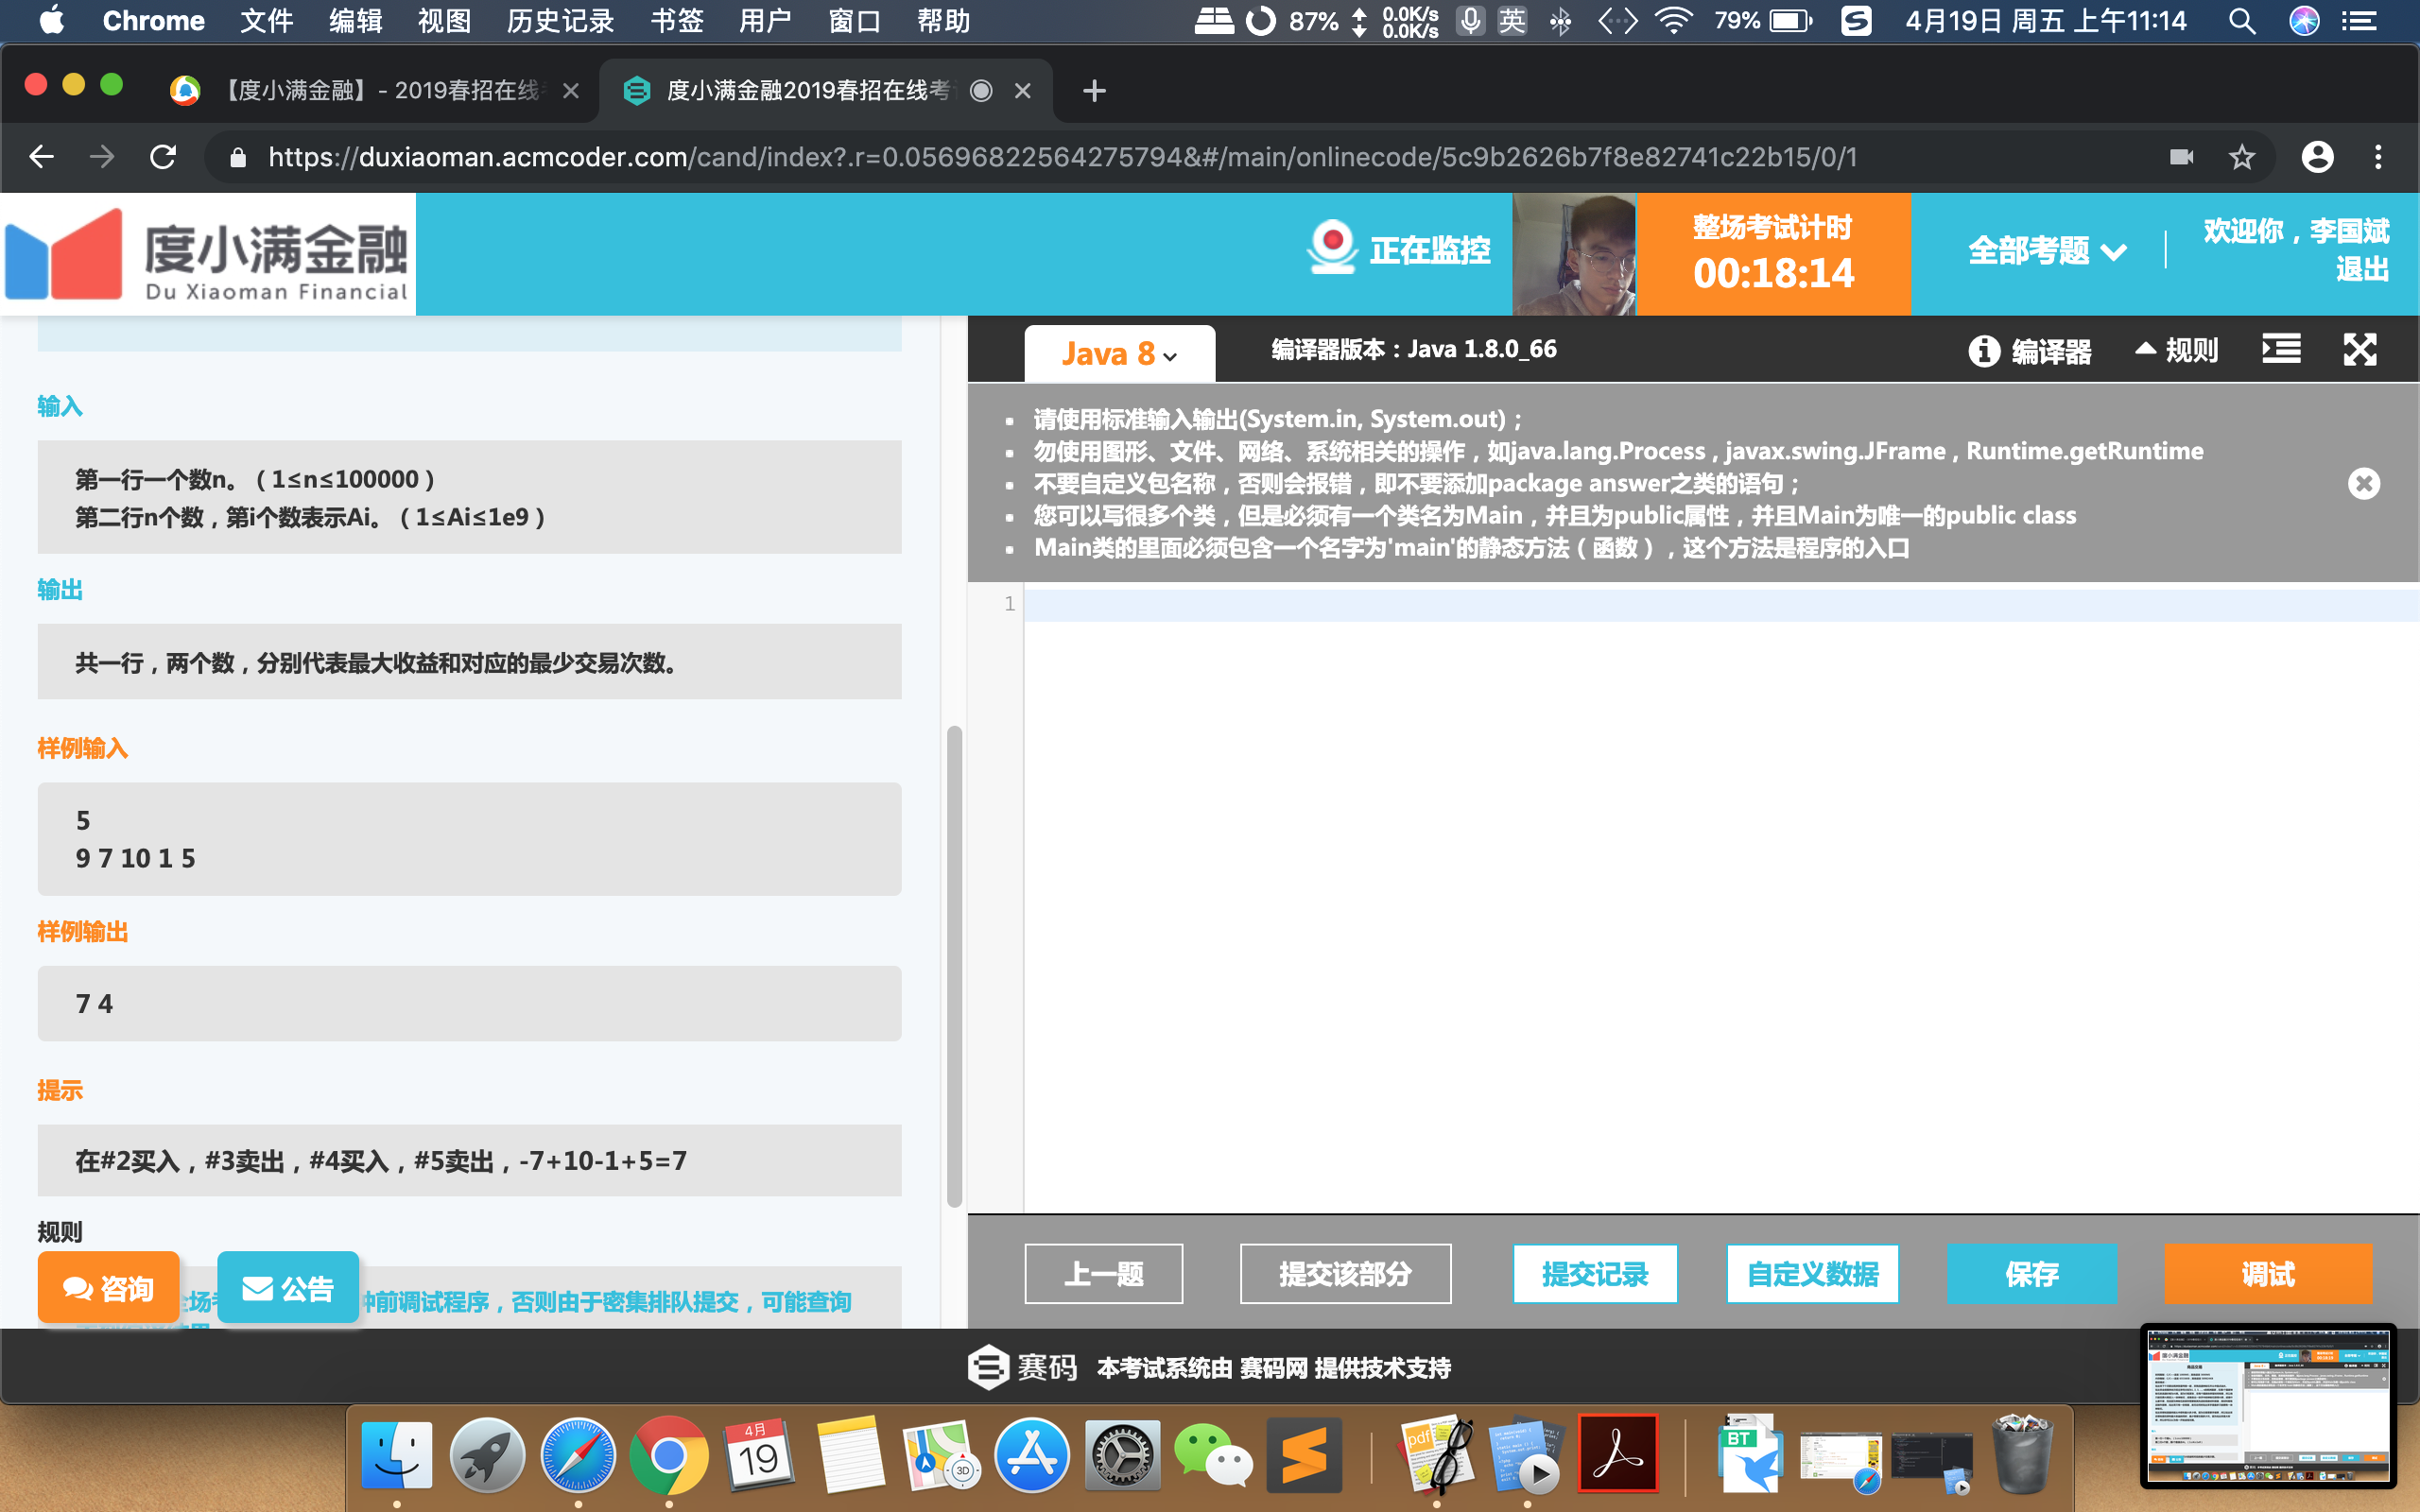 Chrome 文件 编辑 视图 历史记录 书签 用户 窗口 帮助 87% 0.0K/s 0.0K/s 英 79% 4月19日 周五 上午11:14
【度小满金融】- 2019春招在线
度小满金融2019春招在线考
https://duxiaoman.acmcoder.com/cand/index?.r=0.05696822564275794&#/main/onlinecode/5c9b2626b7f8e82741c22b15/0/1
度小满金融
Du Xiaoman Financial
正在监控
整场考试计时
00:18:14
全部考题
欢迎你，李国斌
退出
输入
第一行一个数n。（1≤n≤100000）
第二行n个数，第i个数表示Ai。（1≤Ai≤1e9）
输出
共一行，两个数，分别代表最大收益和对应的最少交易次数。
样例输入
5
9 7 10 1 5
样例输出
7 4
提示
在#2买入，#3卖出，#4买入，#5卖出，-7+10-1+5=7
规则
咨询
公告
钟前调试程序，否则由于密集排队提交，可能查询
Java 8
编译器版本：Java 1.8.0_66
编译器
规则
请使用标准输入输出(System.in, System.out)；
勿使用图形、文件、网络、系统相关的操作，如java.lang.Process , javax.swing.JFrame , Runtime.getRuntime
不要自定义包名称，否则会报错，即不要添加package answer之类的语句；
您可以写很多个类，但是必须有一个类名为Main，并且为public属性，并且Main为唯一的public class
Main类的里面必须包含一个名字为'main'的静态方法（函数），这个方法是程序的入口
1
上一题
提交该部分
提交记录
自定义数据
保存
调试
赛码 本考试系统由 赛码网 提供技术支持
4月
19
3D
pdf
BT